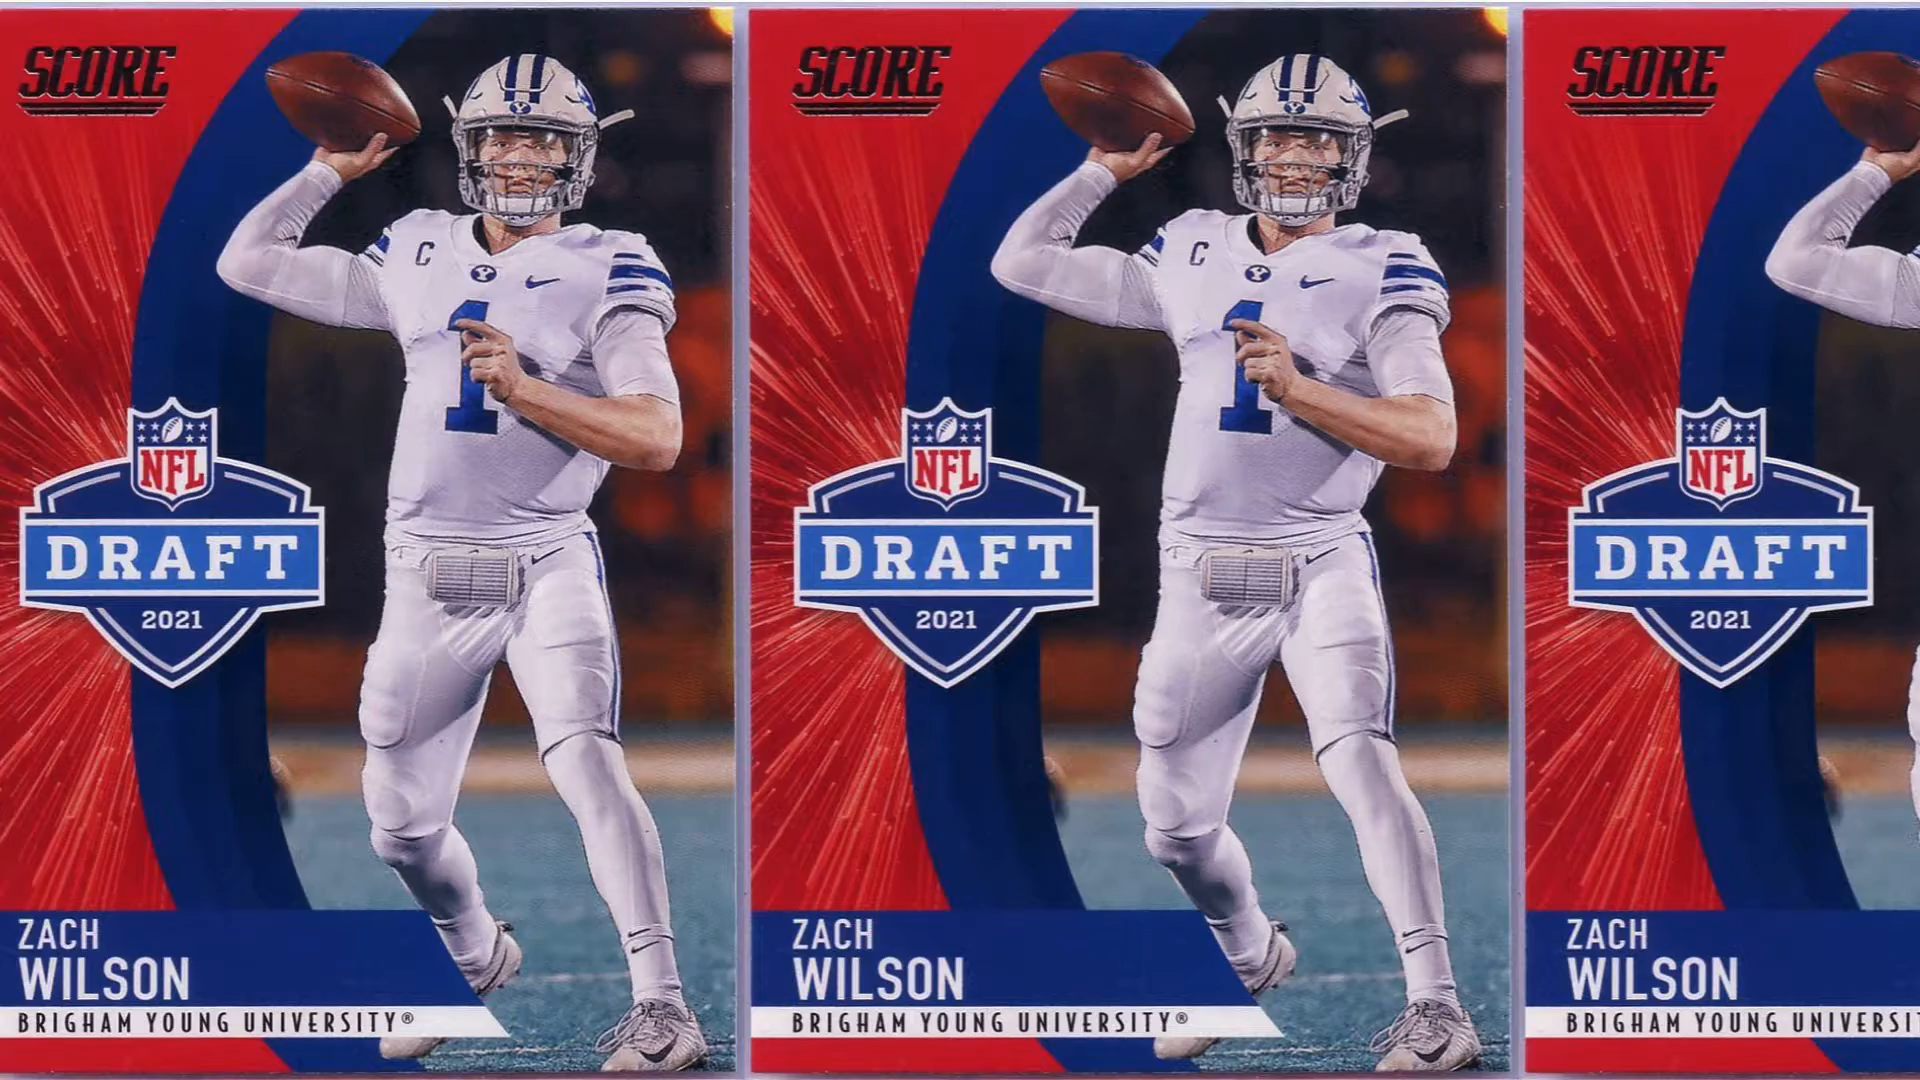 SCORE
C
Y
1
NFL
DRAFT
2021
ZACH
WILSON
BRIGHAM YOUNG UNIVERSITY®
SCORE
C
Y
1
NFL
DRAFT
2021
ZACH
WILSON
BRIGHAM YOUNG UNIVERSITY®
SCORE
NFL
DRAFT
2021
ZACH
WILSON
BRIGHAM YOUNG UNIVERSI